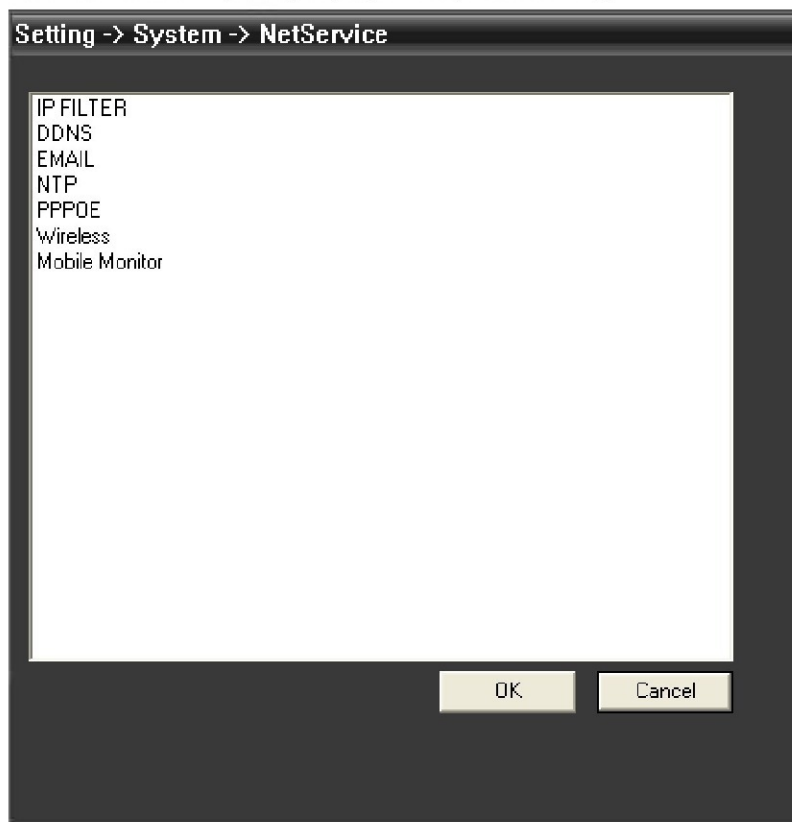 Setting -> System -> NetService
IP FILTER
DDNS
EMAIL
NTP
PPPOE
Wireless
Mobile Monitor
OK
Cancel